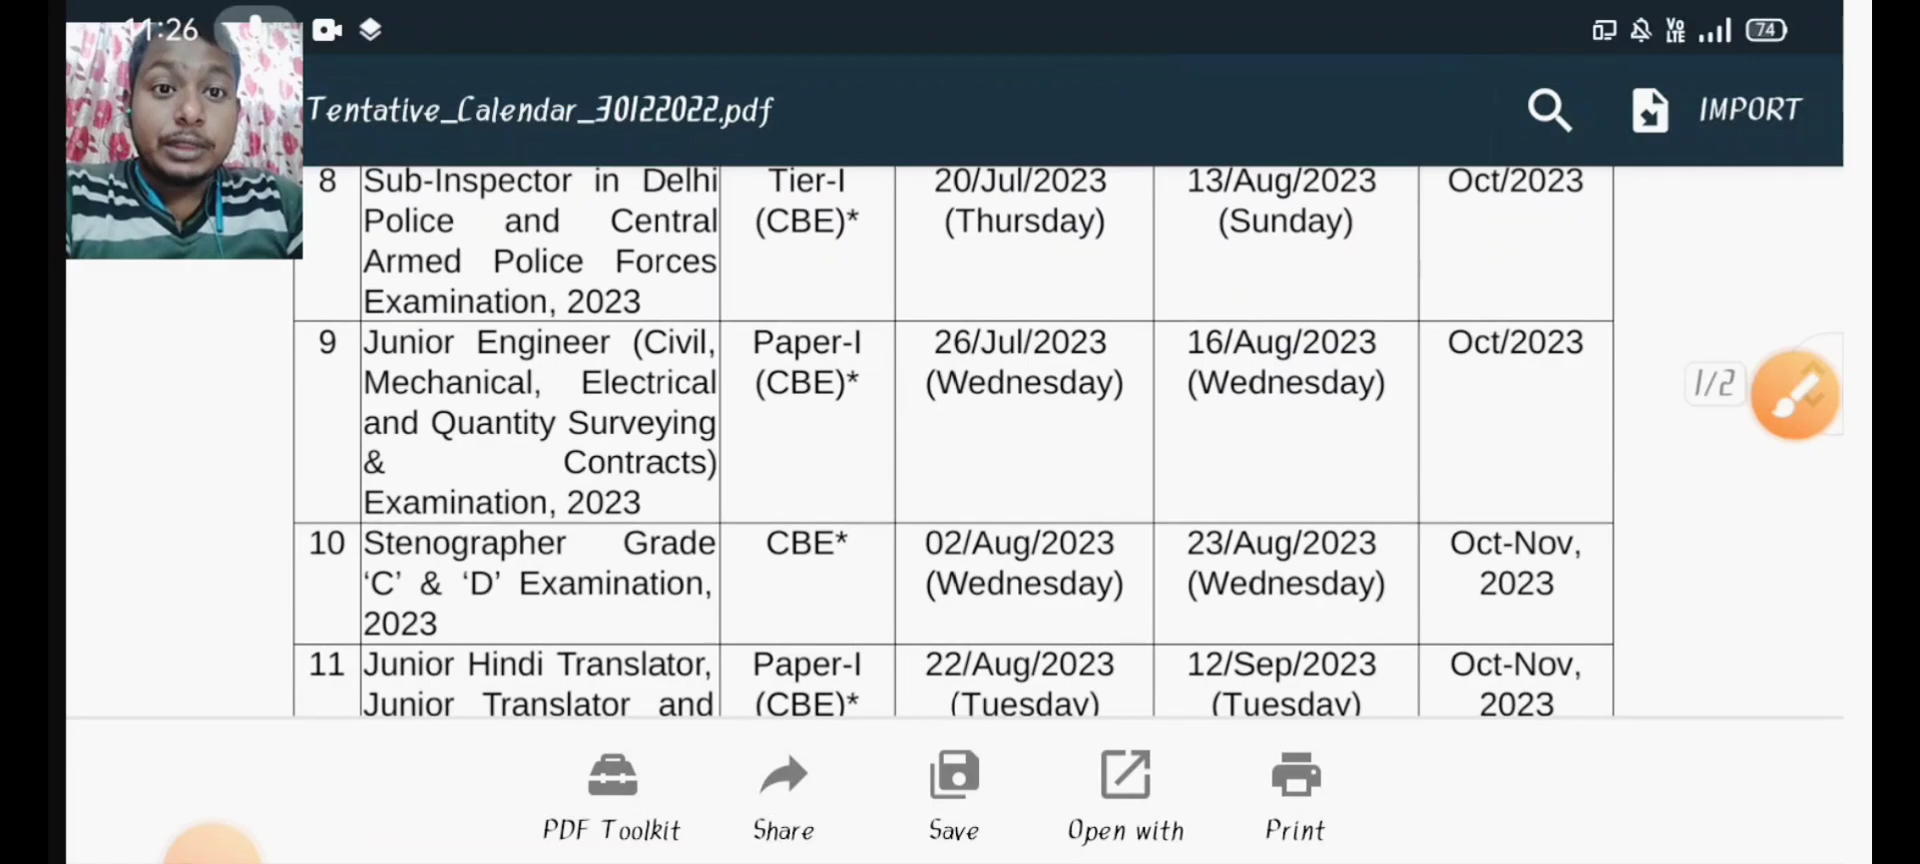 11:26
Vo LTE
74
Tentative_Calendar_30122022.pdf
IMPORT
8 Sub-Inspector in Delhi Tier-I 20/Jul/2023 13/Aug/2023 Oct/2023
Police and Central (CBE)* (Thursday) (Sunday)
Armed Police Forces
Examination, 2023
9 Junior Engineer (Civil, Paper-I 26/Jul/2023 16/Aug/2023 Oct/2023
Mechanical, Electrical (CBE)* (Wednesday) (Wednesday)
and Quantity Surveying
& Contracts)
Examination, 2023
1/2
10 Stenographer Grade CBE* 02/Aug/2023 23/Aug/2023 Oct-Nov,
‘C’ & ‘D’ Examination, (Wednesday) (Wednesday) 2023
2023
11 Junior Hindi Translator, Paper-I 22/Aug/2023 12/Sep/2023 Oct-Nov,
Junior Translator and (CBE)* (Tuesday) (Tuesday) 2023
PDF Toolkit Share Save Open with Print